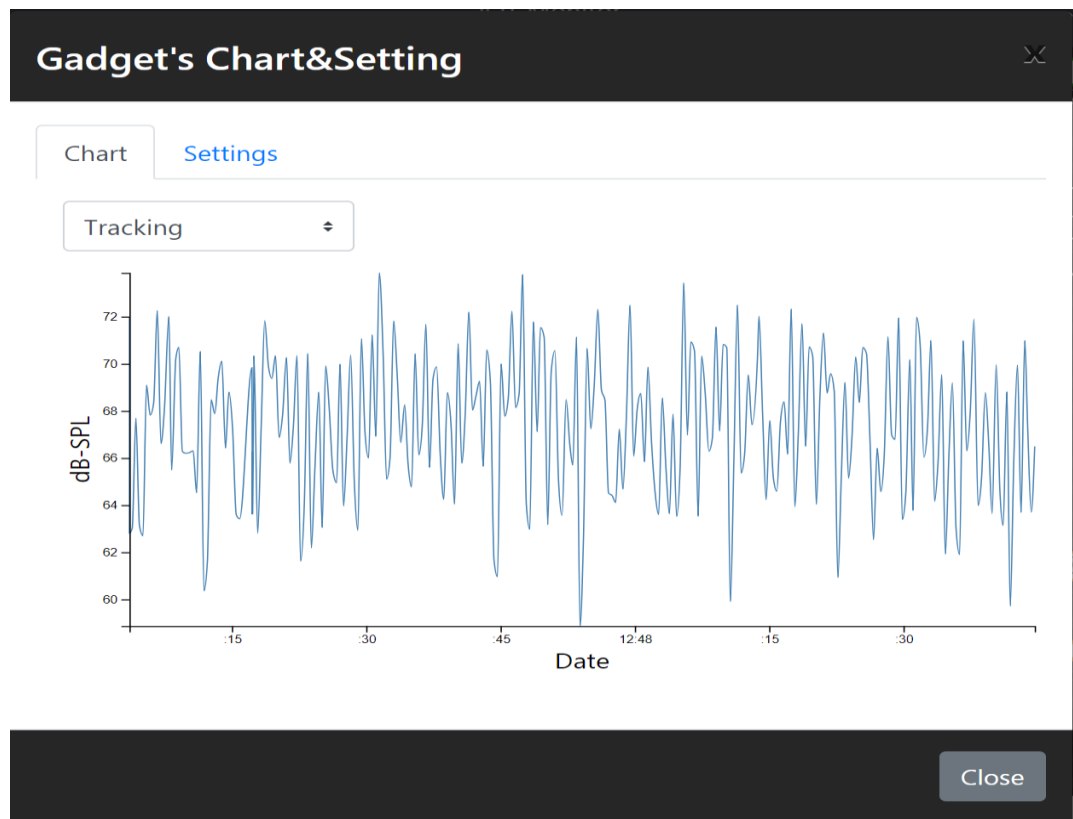 Gadget's Chart&Setting
X
Chart Settings
Tracking
72
70
68
66
64
62
60
dB-SPL
:15 :30 :45 12:48 :15 :30
Date
Close